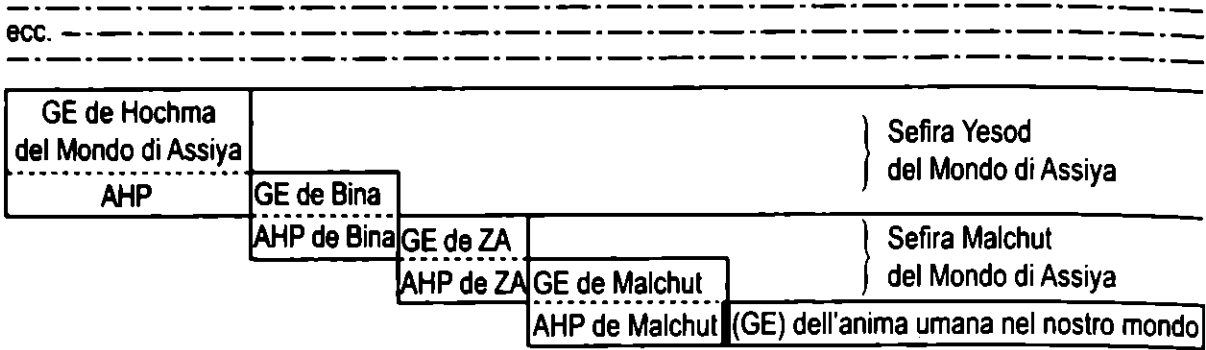 ecc.
GE de Hochma
del Mondo di Assiya
AHP
GE de Bina
AHP de Bina
GE de ZA
AHP de ZA
GE de Malchut
AHP de Malchut
(GE) dell'anima umana nel nostro mondo
Sefira Yesod
del Mondo di Assiya
Sefira Malchut
del Mondo di Assiya